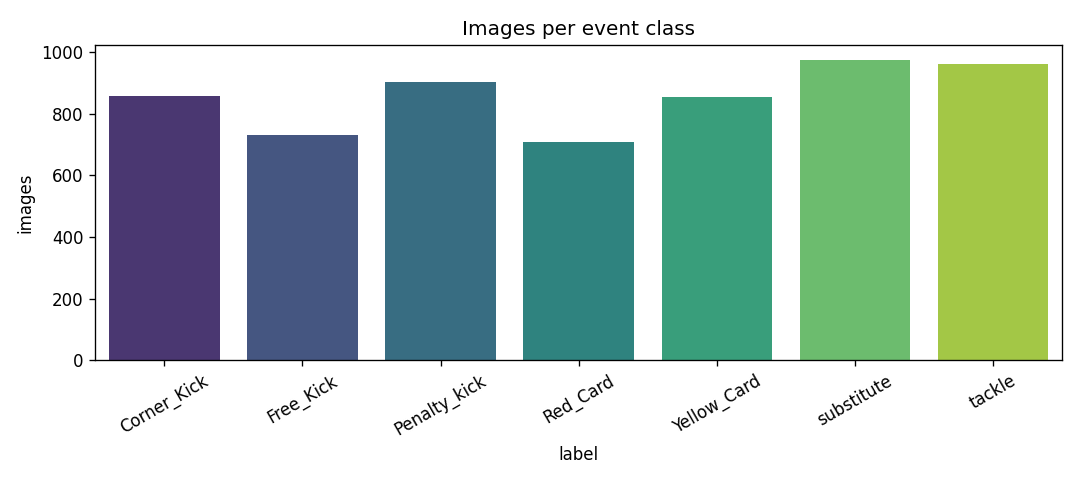 Images per event class
1000
800
600
400
200
0
images
Corner_Kick
Free_Kick
Penalty_kick
Red_Card
Yellow_Card
substitute
tackle
label